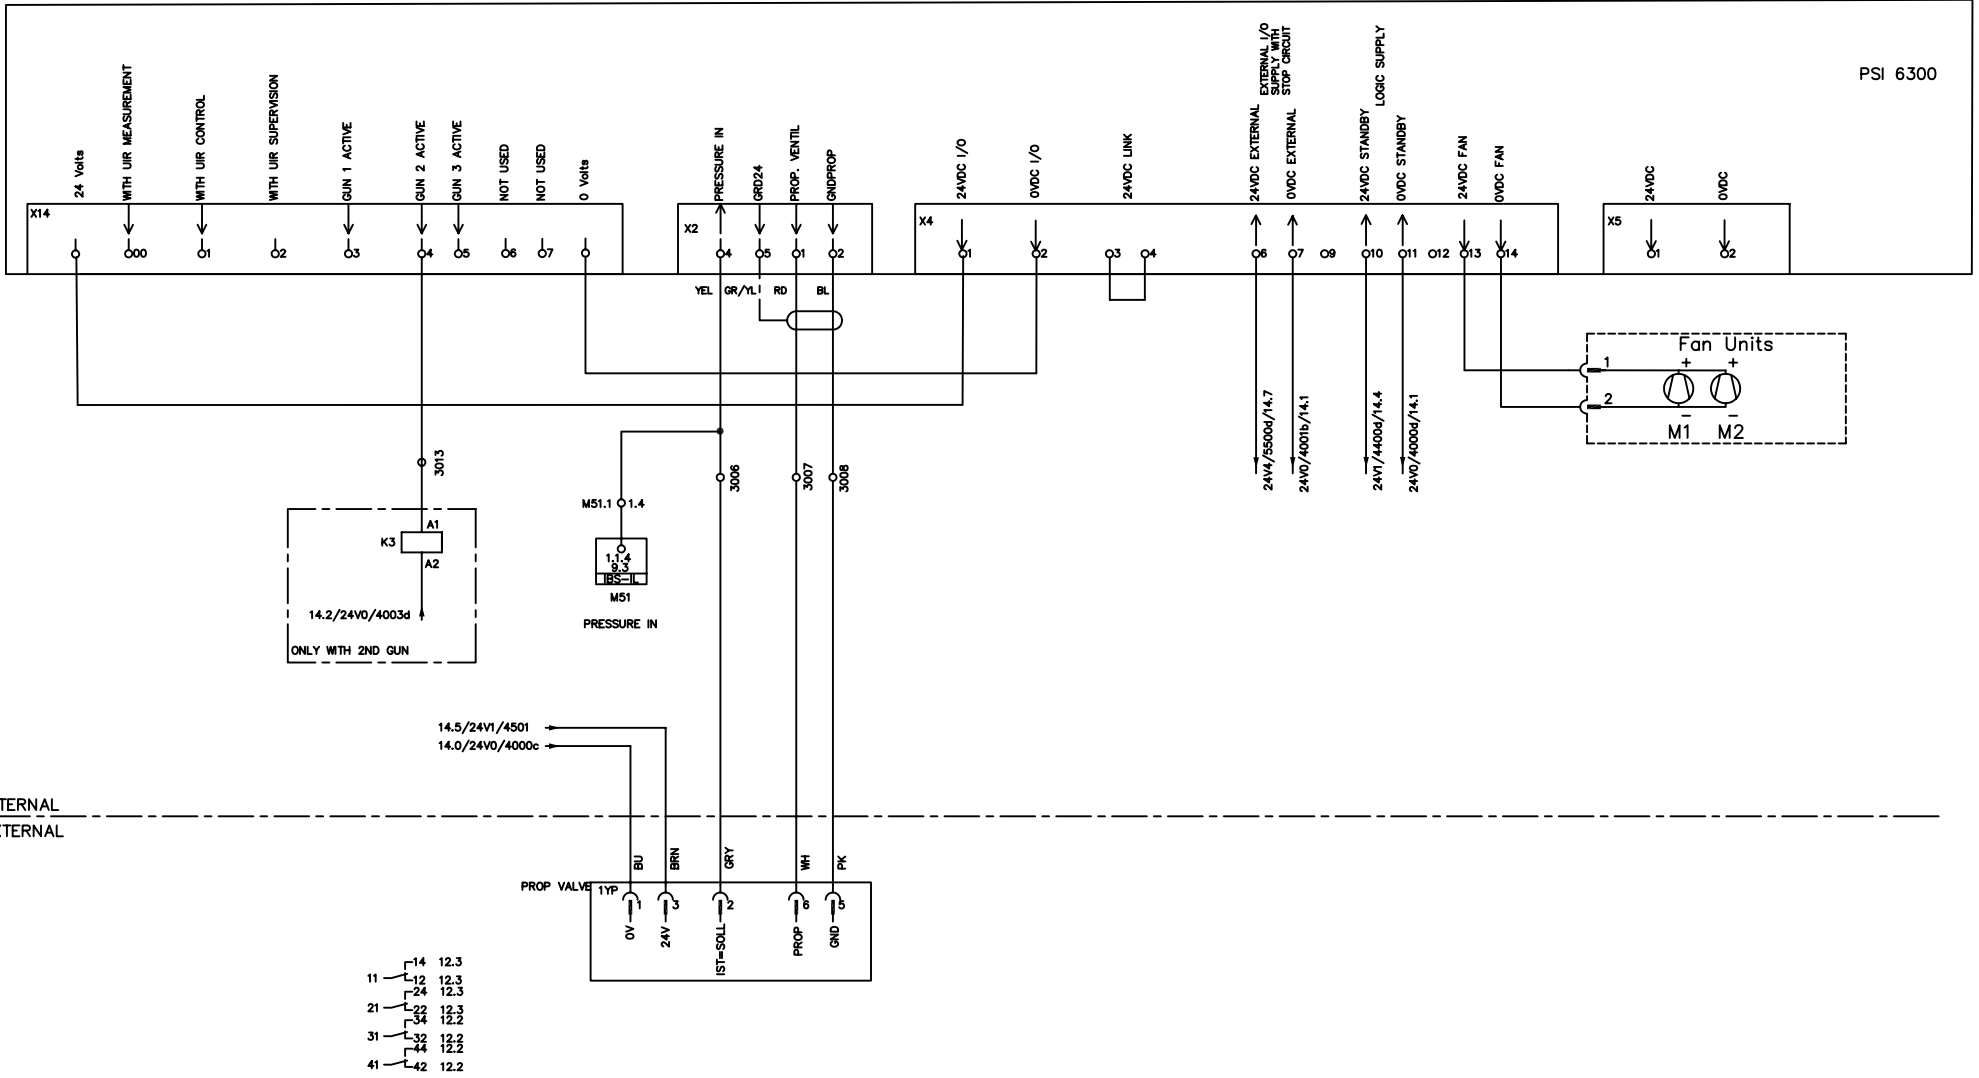 PSI 6300
24 Volts
WITH UIR MEASUREMENT
WITH UIR CONTROL
WITH UIR SUPERVISION
GUN 1 ACTIVE
GUN 2 ACTIVE
GUN 3 ACTIVE
NOT USED
NOT USED
0 Volts
PRESSURE IN
GRD24
PROP. VENTIL
GNDPROP
24VDC I/O
0VDC I/O
24VDC LINK
24VDC EXTERNAL
EXTERNAL I/O
SUPPLY WITH
STOP CIRCUIT
0VDC EXTERNAL
24VDC STANDBY
LOGIC SUPPLY
0VDC STANDBY
24VDC FAN
0VDC FAN
24VDC
0VDC
X14
00 1 2 3 4 5 6 7
X2
4 5 1 2
X4
1 2 3 4 6 7 9 10 11 12 13 14
X5
1 2
YEL GR/YL RD BL
Fan Units
1 + +
2 - -
M1 M2
24V4/5500d/14.7
24V0/4001b/14.1
24V1/4400d/14.4
24V0/4000d/14.1
3013
3006
3007
3008
M51.1 1.4
A1
K3
A2
1.1.4
9.3
IBS-IL
M51
PRESSURE IN
14.2/24V0/4003d
ONLY WITH 2ND GUN
14.5/24V1/4501
14.0/24V0/4000c
TERNAL
XTERNAL
BU
BRN
GRY
WH
PK
PROP VALVE 1YP
1 3 2 6 5
0V
24V
IST=SOLL
PROP
GND
14 12.3
11
12 12.3
24 12.3
21
22 12.3
34 12.2
31
32 12.2
44 12.2
41
42 12.2